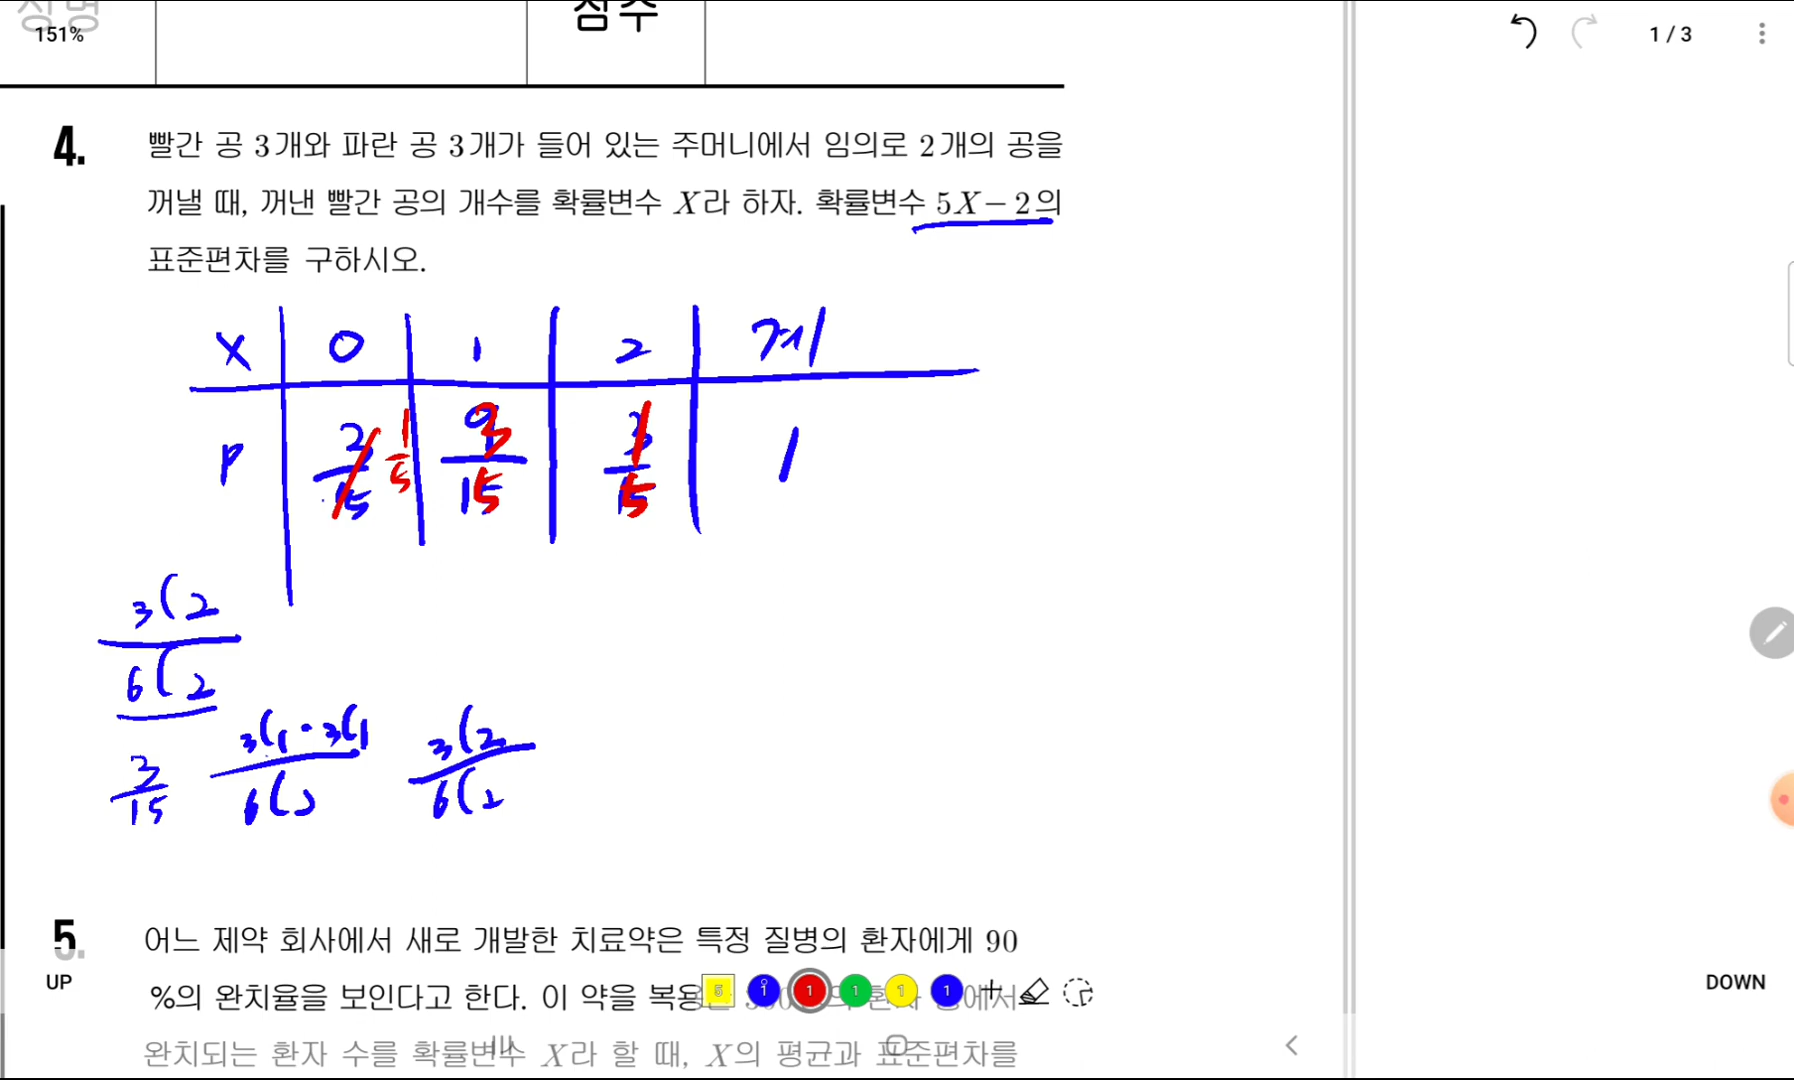 성명
점수
151%
1 / 3
4.
빨간 공 3개와 파란 공 3개가 들어 있는 주머니에서 임의로 2개의 공을
꺼낼 때, 꺼낸 빨간 공의 개수를 확률변수 X라 하자. 확률변수 5X-2의
표준편차를 구하시오.
X 0 1 2 계
P 1/5 3/5 1/5 1
3C2/6C2
3/15
3C1·3C1/6C2
3C2/6C2
5.
어느 제약 회사에서 새로 개발한 치료약은 특정 질병의 환자에게 90
%의 완치율을 보인다고 한다. 이 약을 복용
완치되는 환자 수를 확률변수 X라 할 때, X의 평균과 표준편차를
UP
DOWN